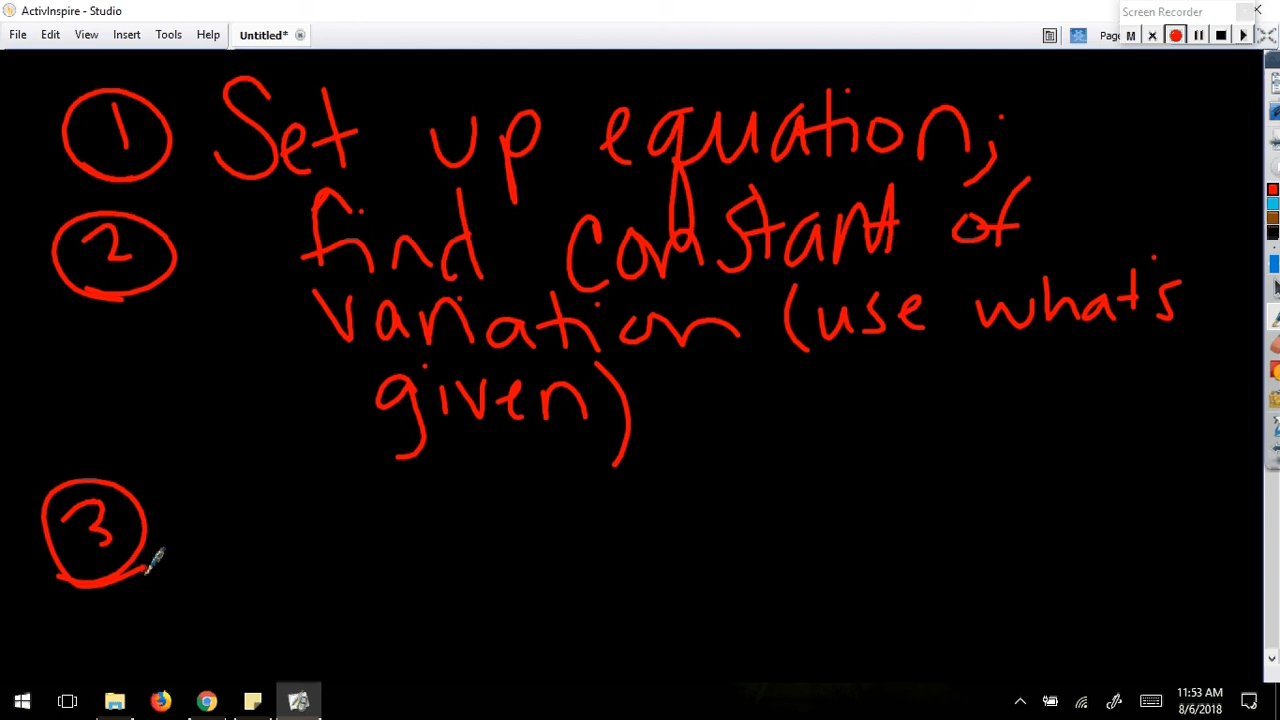 ActivInspire - Studio
Screen Recorder
File Edit View Insert Tools Help Untitled* Page
M
1 Set up equation;
2 find constant of
variation (use what's
given)
3
11:53 AM
8/6/2018